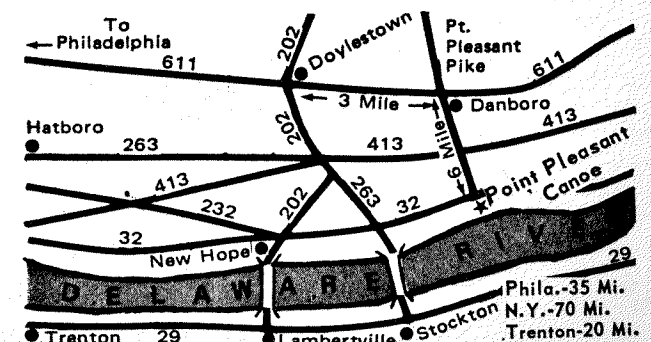 To
Philadelphia
202
Doylestown
Pt.
Pleasant
Pike
611
611
3 Mile
Danboro
Hatboro
263
202
413
6 Mile
413
413
232
202
263
32
Point Pleasant
Canoe
32
New Hope
DELAWARE RIVE
29
Phila.-35 Mi.
N.Y.-70 Mi.
Trenton-20 Mi.
Trenton
29
Lambertville
Stockton